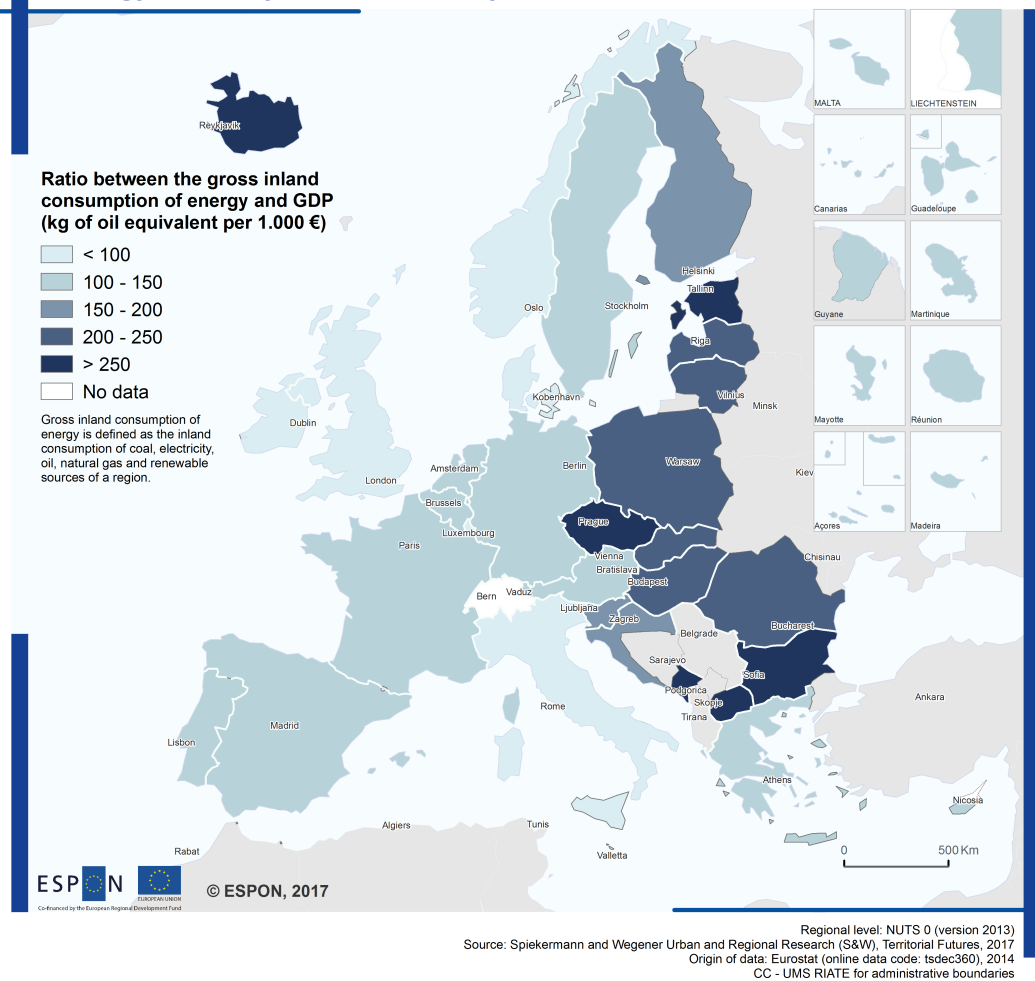 Reykjavik
Ratio between the gross inland
consumption of energy and GDP
(kg of oil equivalent per 1.000 €)
< 100
100 - 150
150 - 200
200 - 250
> 250
No data
Gross inland consumption of
energy is defined as the inland
consumption of coal, electricity,
oil, natural gas and renewable
sources of a region.
MALTA
LIECHTENSTEIN
Canarias
Guadeloupe
Guyane
Martinique
Mayotte
Réunion
Açores
Madeira
Helsinki
Tallinn
Oslo
Stockholm
Riga
Kobenhavn
Vilnius
Minsk
Dublin
London
Amsterdam
Berlin
Warsaw
Kiev
Brussels
Luxembourg
Prague
Paris
Vienna
Chisinau
Bratislava
Budapest
Bern
Vaduz
Ljubljana
Zagreb
Bucharest
Belgrade
Sarajevo
Sofia
Podgorica
Skopje
Tirana
Ankara
Rome
Madrid
Lisbon
Athens
Nicosia
Algiers
Tunis
Rabat
Valletta
0 500 Km
ESPON
EUROPEAN UNION
Co-financed by the European Regional Development Fund
© ESPON, 2017
Regional level: NUTS 0 (version 2013)
Source: Spiekermann and Wegener Urban and Regional Research (S&W), Territorial Futures, 2017
Origin of data: Eurostat (online data code: tsdec360), 2014
CC - UMS RIATE for administrative boundaries